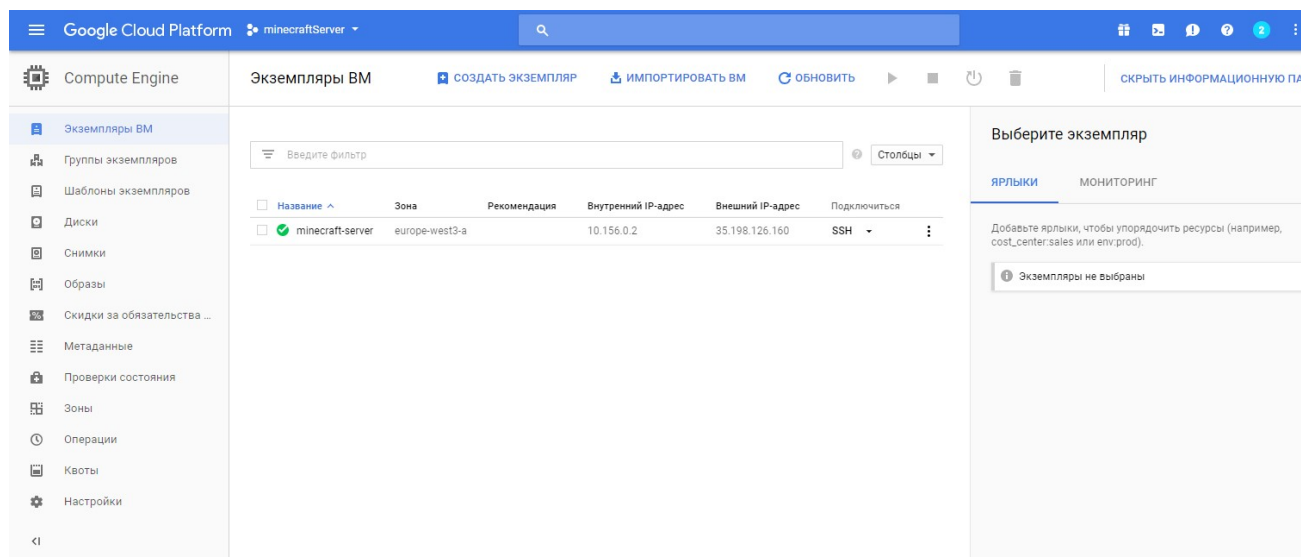 Google Cloud Platform minecraftServer
2
Compute Engine
Экземпляры ВМ
СОЗДАТЬ ЭКЗЕМПЛЯР
ИМПОРТИРОВАТЬ ВМ
ОБНОВИТЬ
СКРЫТЬ ИНФОРМАЦИОННУЮ ПА
Экземпляры ВМ
Группы экземпляров
Шаблоны экземпляров
Диски
Снимки
Образы
Скидки за обязательства ...
Метаданные
Проверки состояния
Зоны
Операции
Квоты
Настройки
Введите фильтр
Столбцы
Название Зона Рекомендация Внутренний IP-адрес Внешний IP-адрес Подключиться
minecraft-server europe-west3-a 10.156.0.2 35.198.126.160 SSH
Выберите экземпляр
ЯРЛЫКИ МОНИТОРИНГ
Добавьте ярлыки, чтобы упорядочить ресурсы (например,
cost_center:sales или env:prod).
Экземпляры не выбраны